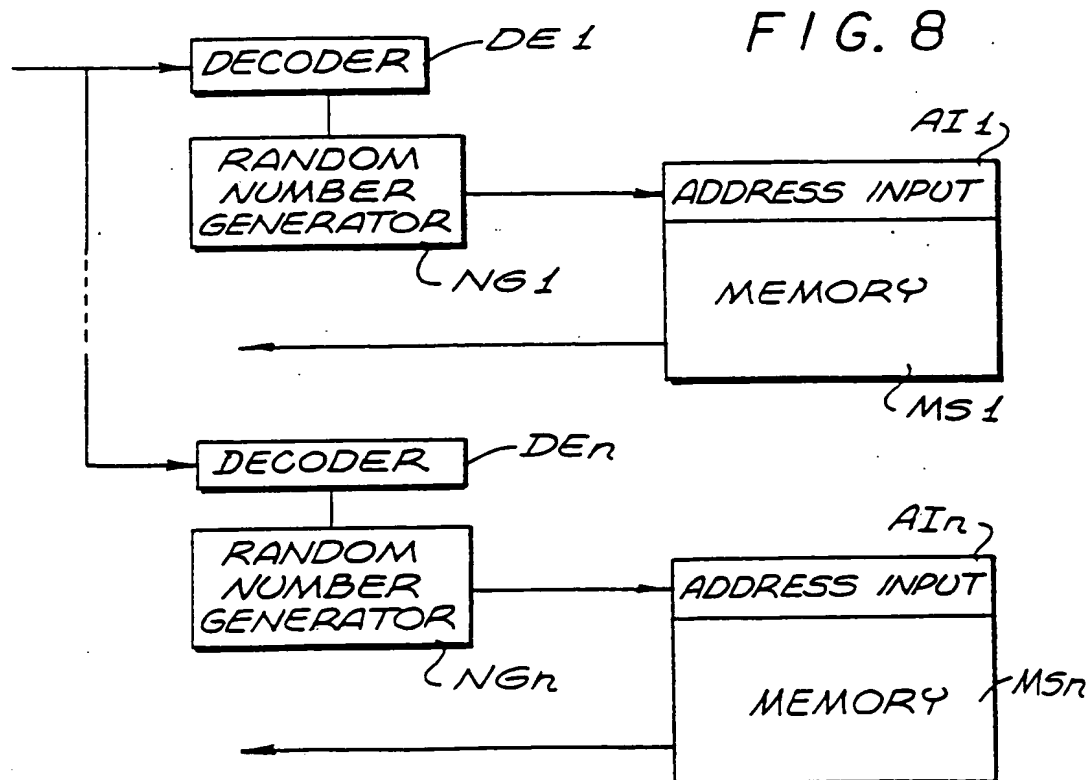 FIG. 8
DECODER
DE1
RANDOM
NUMBER
GENERATOR
NG1
AI1
ADDRESS INPUT
MEMORY
MS1
DECODER
DEn
RANDOM
NUMBER
GENERATOR
NGn
AIn
ADDRESS INPUT
MEMORY
MSn